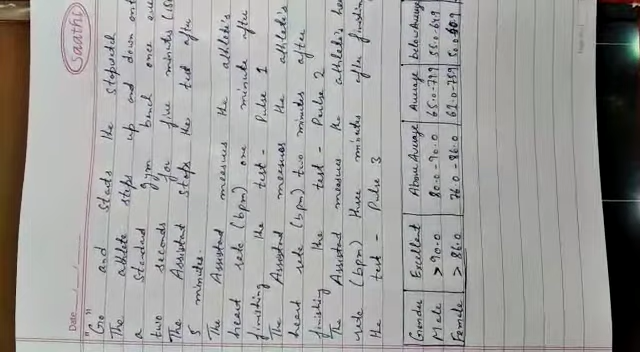 Saathi
Date
"Go" and starts the stopwatch
The athlete steps up and down on
a standard gym bench once
two seconds for five minutes (150
The Assistant stops the test after
5 minutes.
The Assistant measures the athlete's
heart rate (bpm) one minute after
finishing the test - Pulse 1
The Assistant measures the athlete's
heart rate (bpm) two minutes after
finishing the test - Pulse 2
The Assistant measures the athlete's
rate (bpm) three minutes after finishing
the test - Pulse 3
Gender Excellent Above Average Average Below Average
Male >90.0 80.0-90.0 65.0-79.9 55.0-64.9
Female >86.0 76.0-86.0 61.0-75.9 50.0-60.9